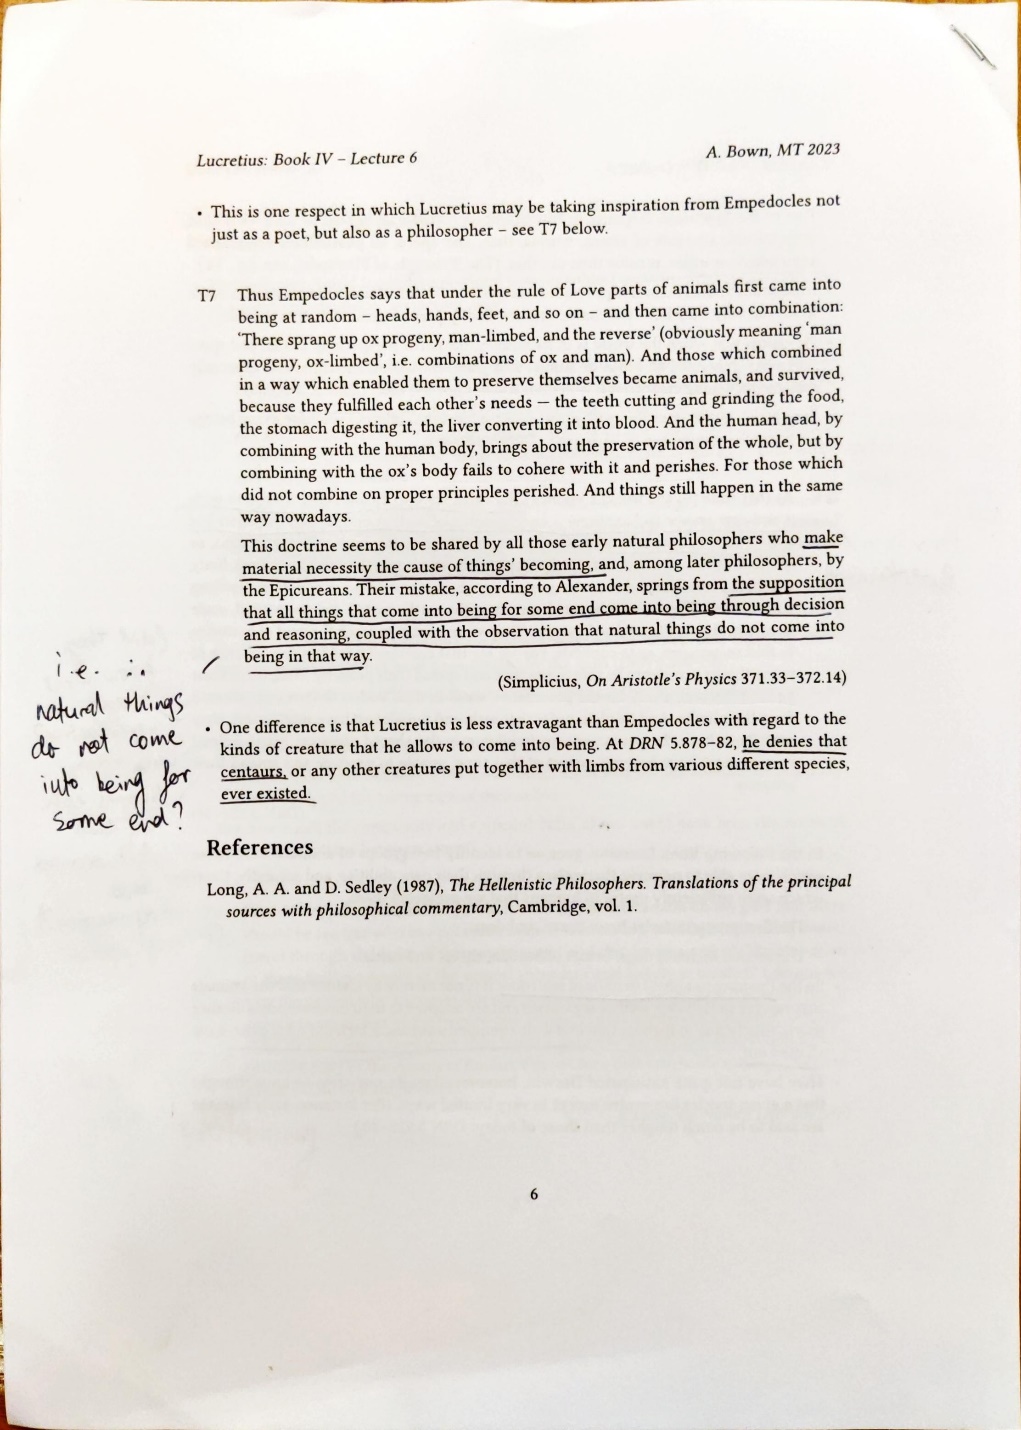 Lucretius: Book IV – Lecture 6
A. Bown, MT 2023
• This is one respect in which Lucretius may be taking inspiration from Empedocles not
just as a poet, but also as a philosopher – see T7 below.
T7 Thus Empedocles says that under the rule of Love parts of animals first came into
being at random – heads, hands, feet, and so on – and then came into combination:
‘There sprang up ox progeny, man-limbed, and the reverse’ (obviously meaning ‘man
progeny, ox-limbed’, i.e. combinations of ox and man). And those which combined
in a way which enabled them to preserve themselves became animals, and survived,
because they fulfilled each other’s needs — the teeth cutting and grinding the food,
the stomach digesting it, the liver converting it into blood. And the human head, by
combining with the human body, brings about the preservation of the whole, but by
combining with the ox’s body fails to cohere with it and perishes. For those which
did not combine on proper principles perished. And things still happen in the same
way nowadays.
This doctrine seems to be shared by all those early natural philosophers who make
material necessity the cause of things’ becoming, and, among later philosophers, by
the Epicureans. Their mistake, according to Alexander, springs from the supposition
that all things that come into being for some end come into being through decision
and reasoning, coupled with the observation that natural things do not come into
being in that way.
(Simplicius, On Aristotle’s Physics 371.33–372.14)
i.e. ∴
natural things
do not come
into being for
some end?
• One difference is that Lucretius is less extravagant than Empedocles with regard to the
kinds of creature that he allows to come into being. At DRN 5.878–82, he denies that
centaurs, or any other creatures put together with limbs from various different species,
ever existed.
References
Long, A. A. and D. Sedley (1987), The Hellenistic Philosophers. Translations of the principal
sources with philosophical commentary, Cambridge, vol. 1.
6